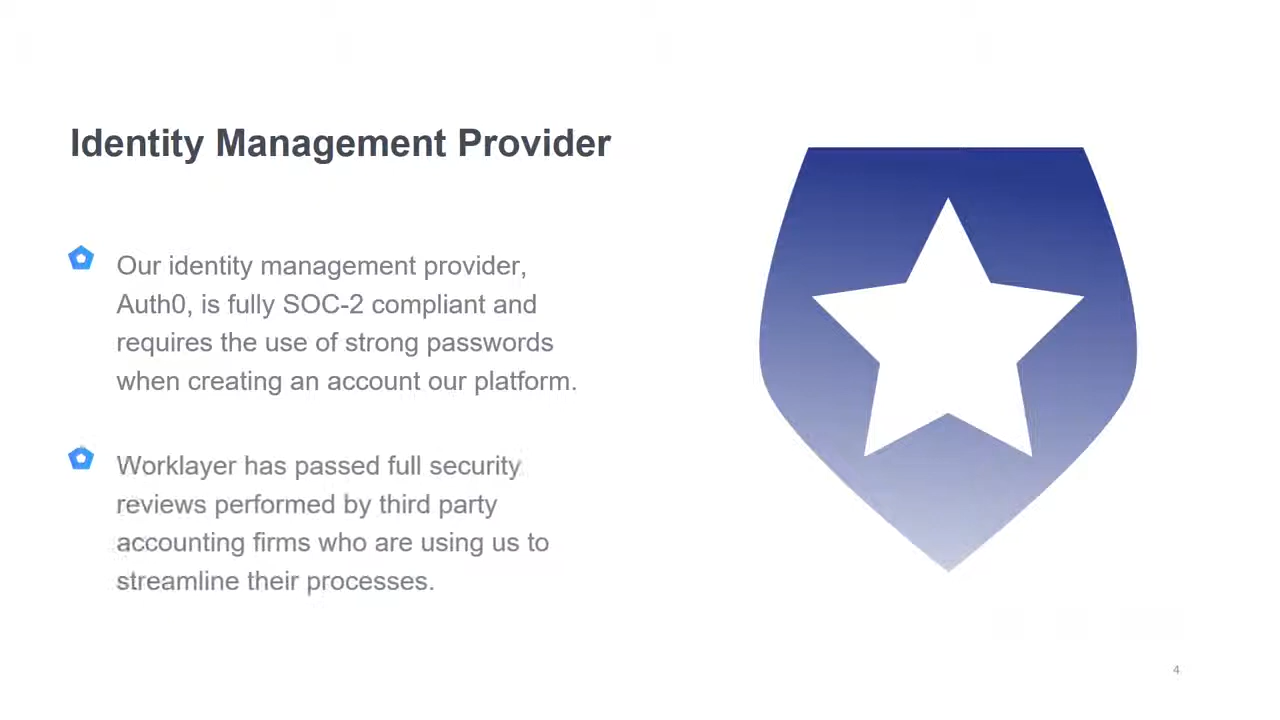 Identity Management Provider
Our identity management provider,
Auth0, is fully SOC-2 compliant and
requires the use of strong passwords
when creating an account our platform.
Worklayer has passed full security
reviews performed by third party
accounting firms who are using us to
streamline their processes.
4